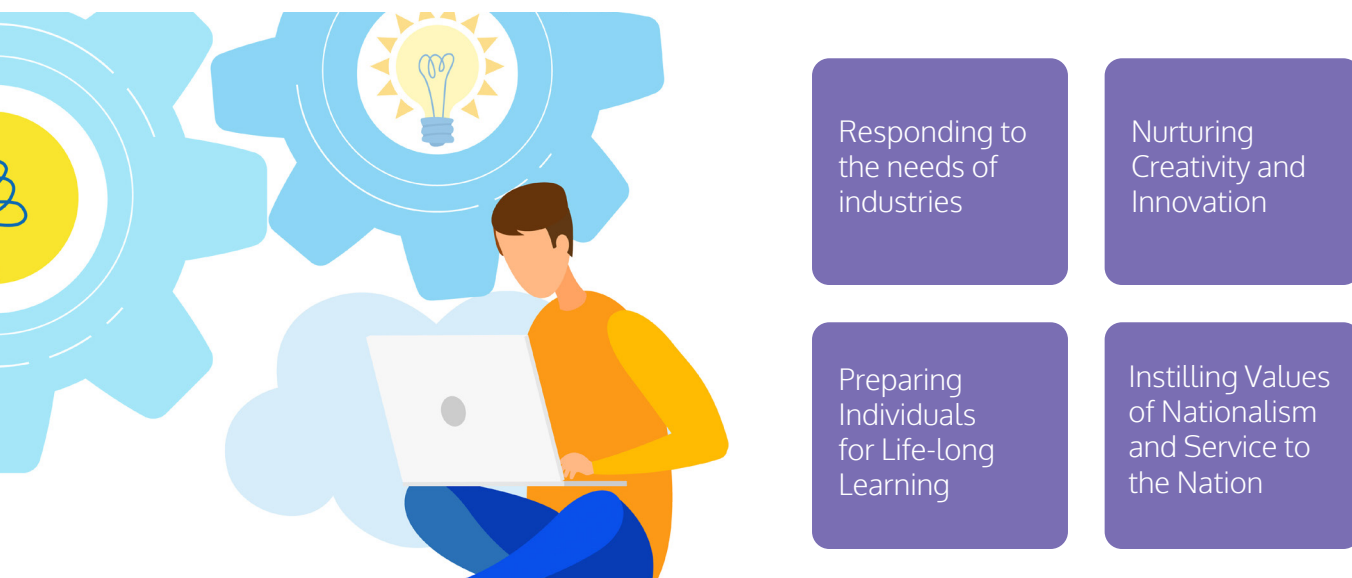 Responding to
the needs of
industries
Nurturing
Creativity and
Innovation
Preparing
Individuals
for Life-long
Learning
Instilling Values
of Nationalism
and Service to
the Nation